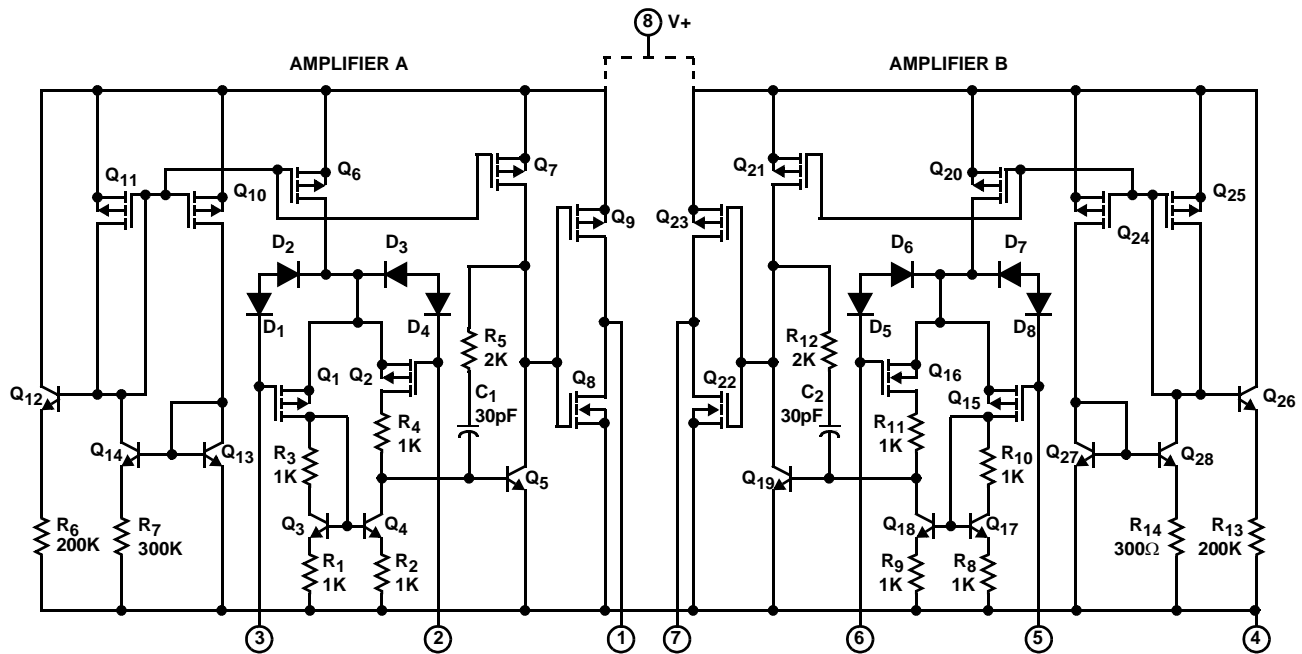 8 V+
AMPLIFIER A
AMPLIFIER B
Q11
Q10
Q6
Q7
Q9
Q21
Q23
Q20
Q24
Q25
D2
D3
D1
D4
D6
D7
D5
D8
R5
2K
C1
30pF
R12
2K
C2
30pF
Q12
Q1
Q2
Q8
Q22
Q16
Q15
Q26
R4
1K
R3
1K
R11
1K
R10
1K
Q14
Q13
Q5
Q19
Q27
Q28
Q3
Q4
Q18
Q17
R6
200K
R7
300K
R1
1K
R2
1K
R9
1K
R8
1K
R14
300Ω
R13
200K
3
2
1
7
6
5
4